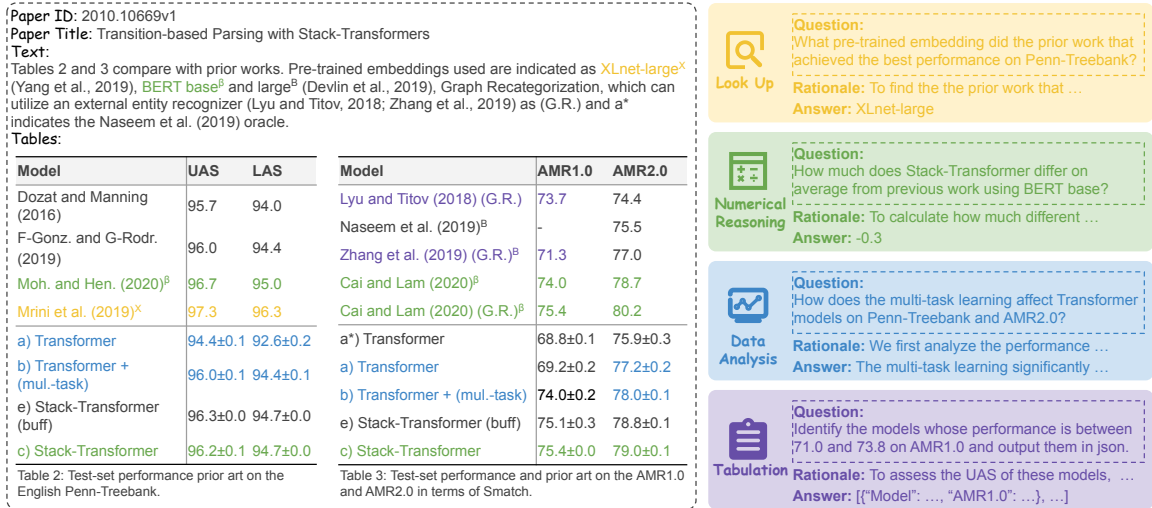 Paper ID: 2010.10669v1
Paper Title: Transition-based Parsing with Stack-Transformers
Text:
Tables 2 and 3 compare with prior works. Pre-trained embeddings used are indicated as XLnet-largeX
(Yang et al., 2019), BERT baseβ and largeB (Devlin et al., 2019), Graph Recategorization, which can
utilize an external entity recognizer (Lyu and Titov, 2018; Zhang et al., 2019) as (G.R.) and a*
indicates the Naseem et al. (2019) oracle.
Tables:
Model UAS LAS
Dozat and Manning
(2016) 95.7 94.0
F-Gonz. and G-Rodr.
(2019) 96.0 94.4
Moh. and Hen. (2020)β 96.7 95.0
Mrini et al. (2019)X 97.3 96.3
a) Transformer 94.4±0.1 92.6±0.2
b) Transformer +
(mul.-task) 96.0±0.1 94.4±0.1
e) Stack-Transformer
(buff) 96.3±0.0 94.7±0.0
c) Stack-Transformer 96.2±0.1 94.7±0.0
Table 2: Test-set performance prior art on the
English Penn-Treebank.
Model AMR1.0 AMR2.0
Lyu and Titov (2018) (G.R.) 73.7 74.4
Naseem et al. (2019)B - 75.5
Zhang et al. (2019) (G.R.)B 71.3 77.0
Cai and Lam (2020)β 74.0 78.7
Cai and Lam (2020) (G.R.)β 75.4 80.2
a*) Transformer 68.8±0.1 75.9±0.3
a) Transformer 69.2±0.2 77.2±0.2
b) Transformer + (mul.-task) 74.0±0.2 78.0±0.1
e) Stack-Transformer (buff) 75.1±0.3 78.8±0.1
c) Stack-Transformer 75.4±0.0 79.0±0.1
Table 3: Test-set performance and prior art on the AMR1.0
and AMR2.0 in terms of Smatch.
Look Up
Question:
What pre-trained embedding did the prior work that
achieved the best performance on Penn-Treebank?
Rationale: To find the the prior work that …
Answer: XLnet-large
Numerical
Reasoning
Question:
How much does Stack-Transformer differ on
average from previous work using BERT base?
Rationale: To calculate how much different …
Answer: -0.3
Data
Analysis
Question:
How does the multi-task learning affect Transformer
models on Penn-Treebank and AMR2.0?
Rationale: We first analyze the performance …
Answer: The multi-task learning significantly …
Tabulation
Question:
Identify the models whose performance is between
71.0 and 73.8 on AMR1.0 and output them in json.
Rationale: To assess the UAS of these models, …
Answer: [{“Model”: …, “AMR1.0”: …}, …]